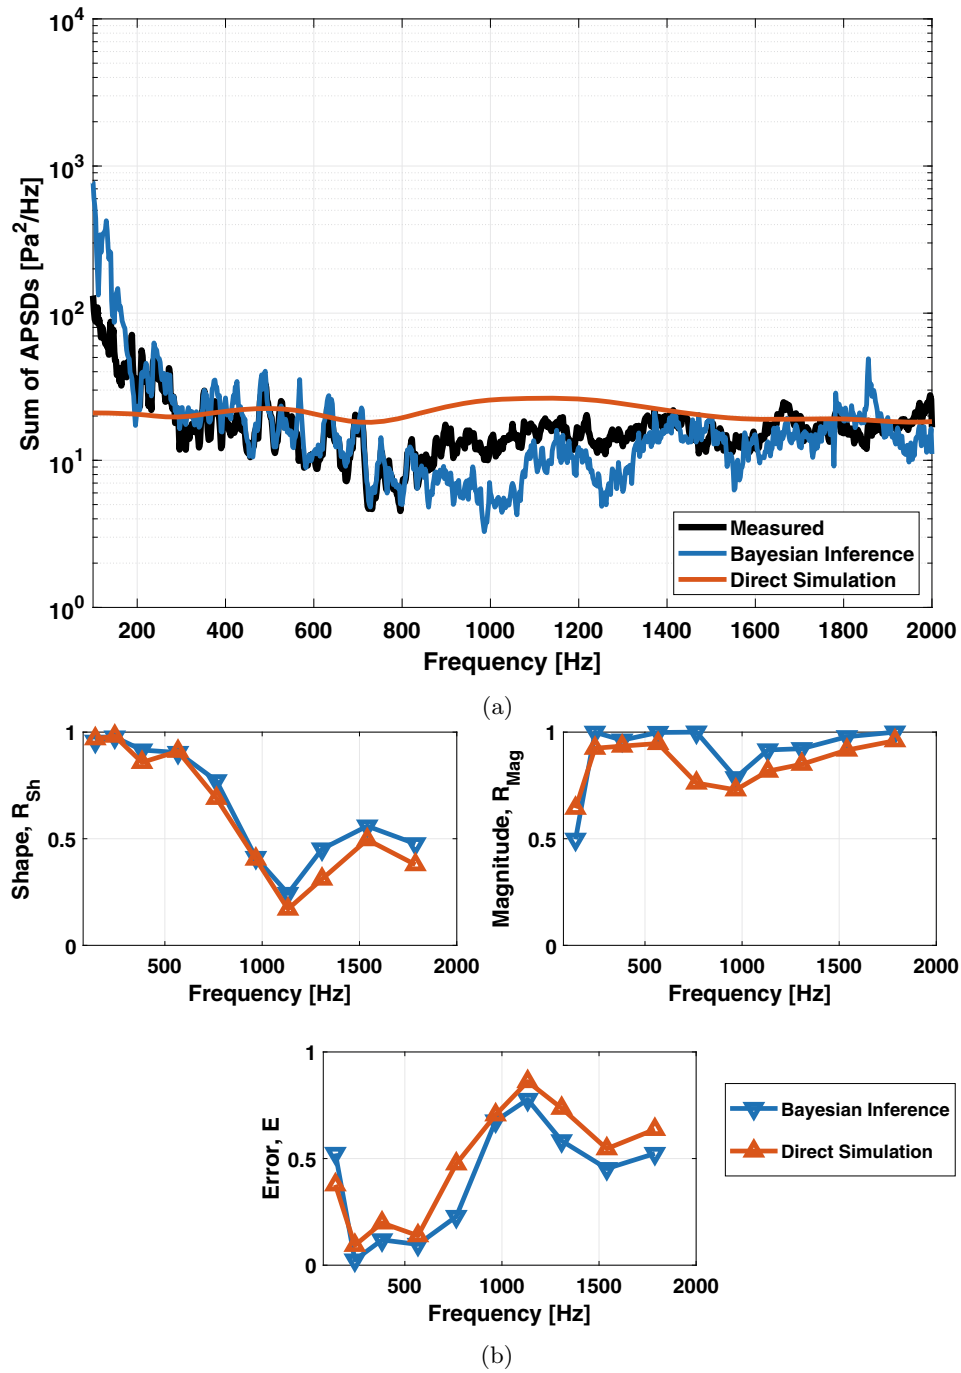 10^4
10^3
10^2
10^1
10^0
Sum of APSDs [Pa^2/Hz]
Measured
Bayesian Inference
Direct Simulation
200 400 600 800 1000 1200 1400 1600 1800 2000
Frequency [Hz]
(a)
1
0.5
0
Shape, R_Sh
500 1000 1500 2000
Frequency [Hz]
1
0.5
0
Magnitude, R_Mag
500 1000 1500 2000
Frequency [Hz]
1
0.5
0
Error, E
500 1000 1500 2000
Frequency [Hz]
Bayesian Inference
Direct Simulation
(b)